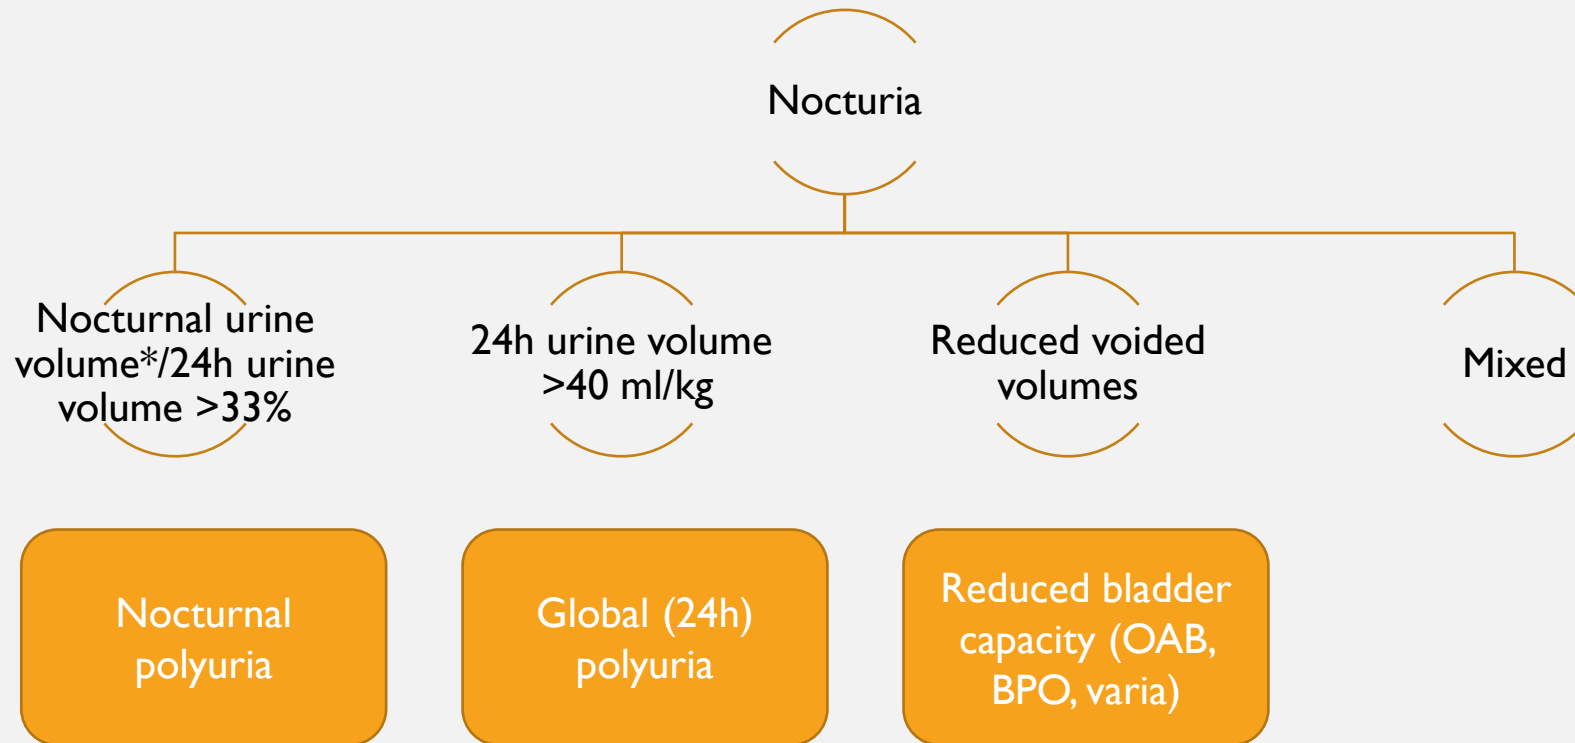 Nocturia
Nocturnal urine
volume*/24h urine
volume >33%
24h urine volume
>40 ml/kg
Reduced voided
volumes
Mixed
Nocturnal
polyuria
Global (24h)
polyuria
Reduced bladder
capacity (OAB,
BPO, varia)